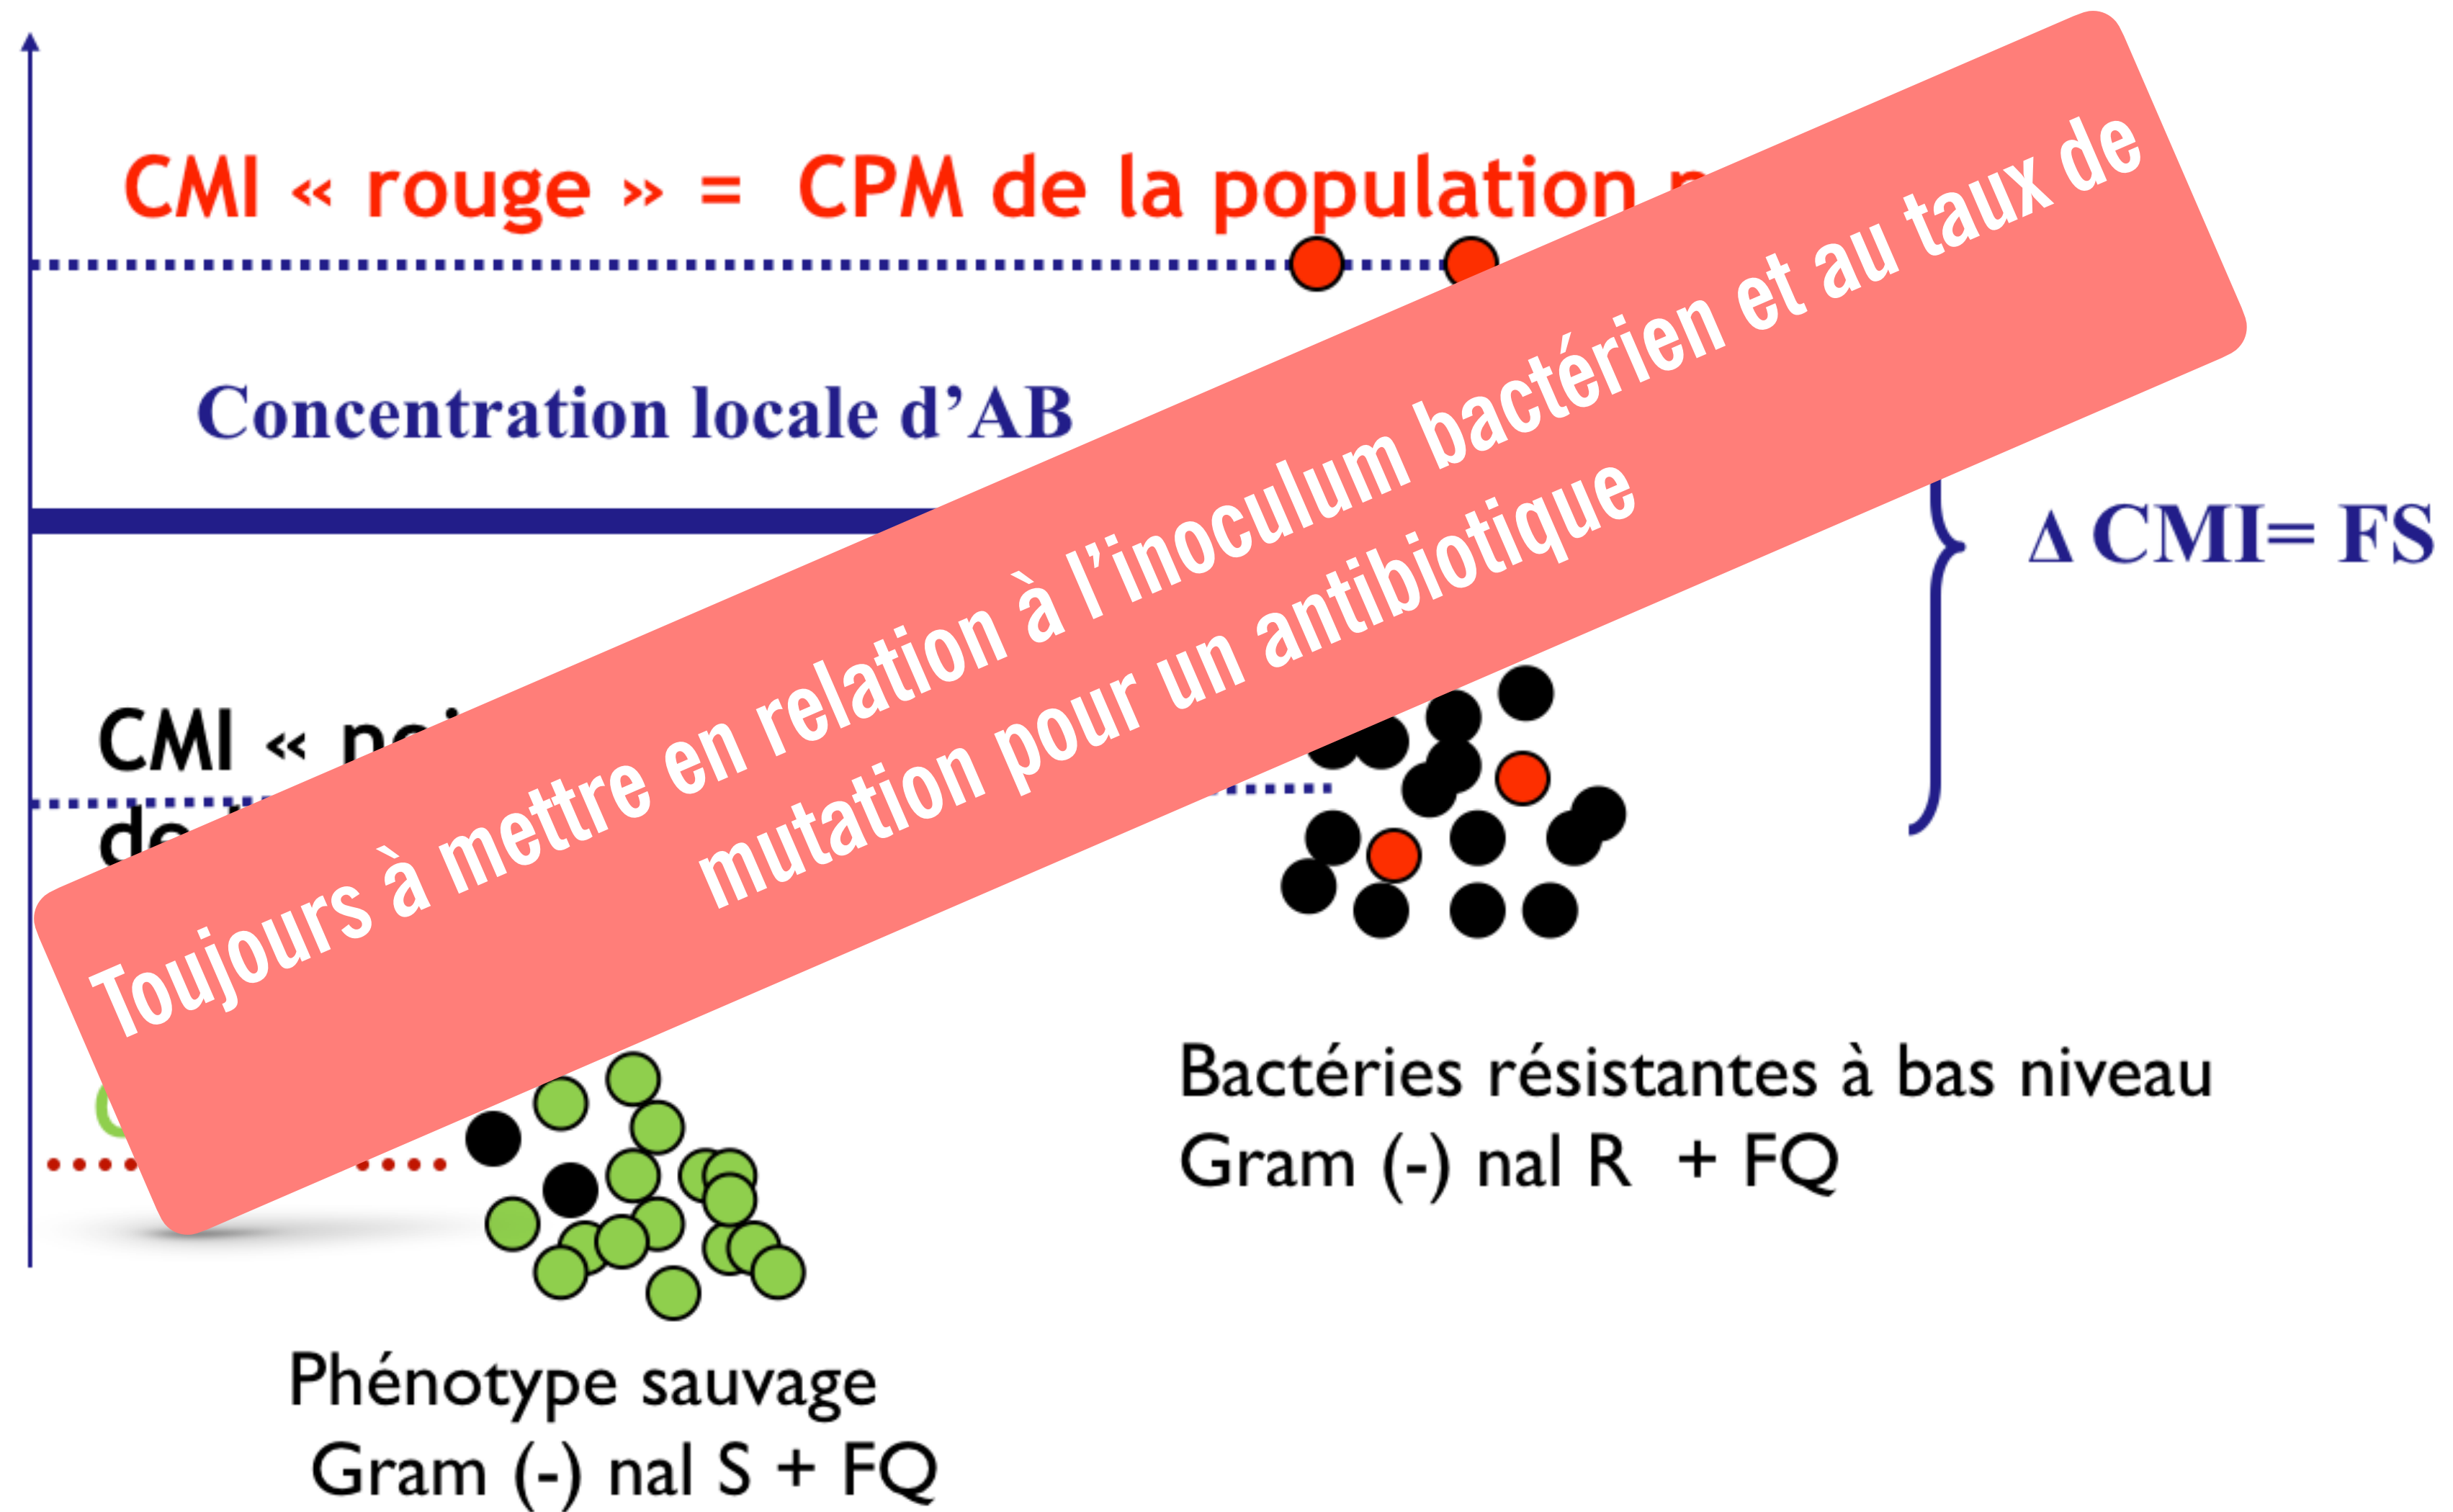 CMI « rouge » = CPM de la population
Concentration locale d’AB
Toujours à mettre en relation à l’inoculum bactérien et au taux de
mutation pour un antibiotique
Δ CMI= FS
CMI «
Bactéries résistantes à bas niveau
Gram (-) nal R + FQ
Phénotype sauvage
Gram (-) nal S + FQ